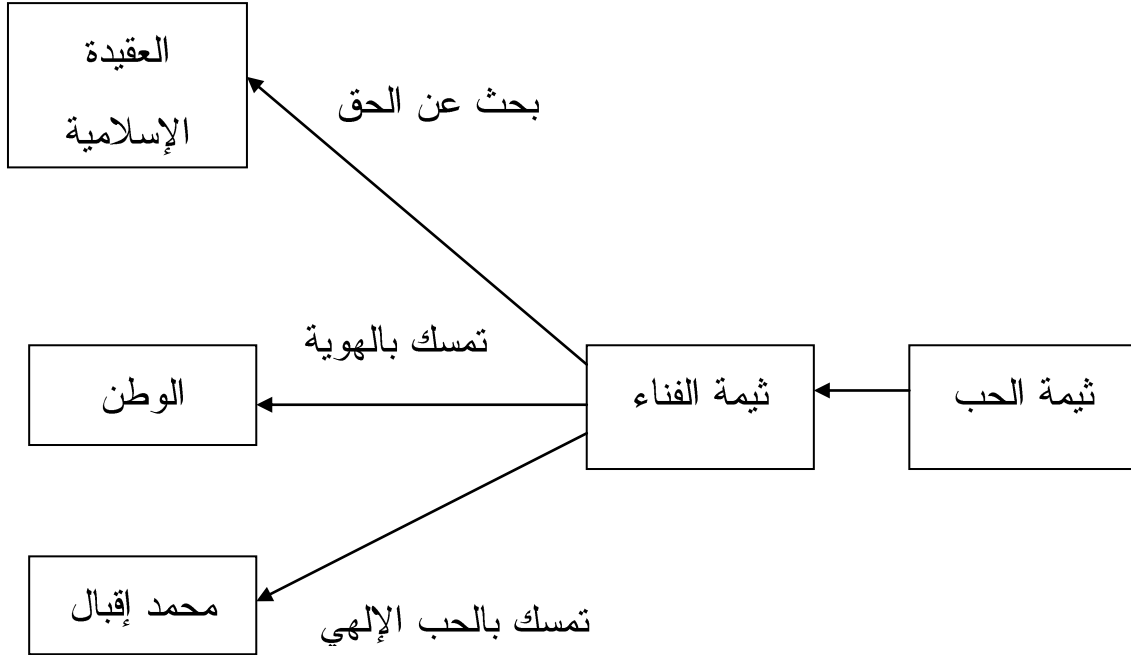 العقيدة
الإسلامية
بحث عن الحق
تمسك بالهوية
ثيمة الحب
ثيمة الفناء
الوطن
محمد إقبال
تمسك بالحب الإلهي